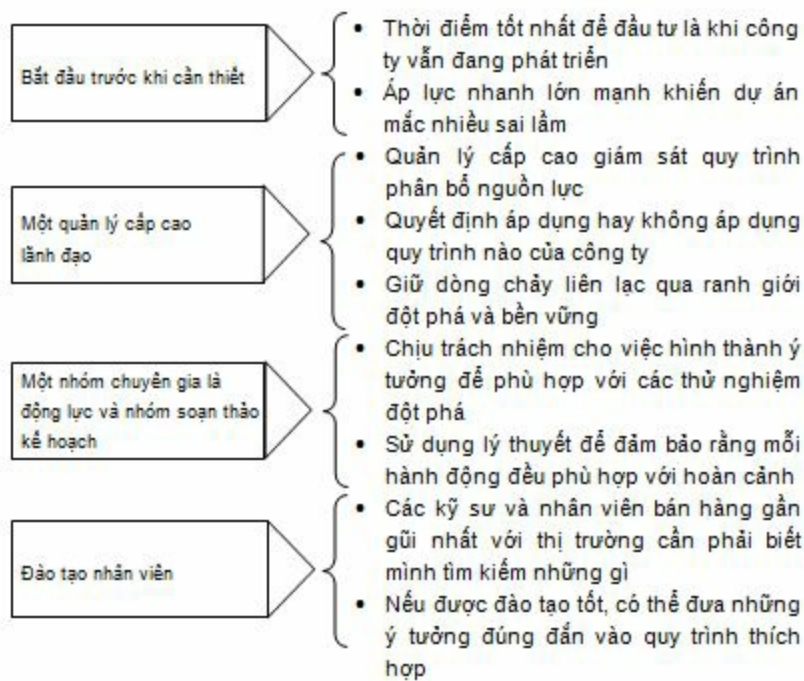 Bắt đầu trước khi cần thiết
• Thời điểm tốt nhất để đầu tư là khi công
ty vẫn đang phát triển
• Áp lực nhanh lớn mạnh khiến dự án
mắc nhiều sai lầm
Một quản lý cấp cao
lãnh đạo
• Quản lý cấp cao giám sát quy trình
phân bổ nguồn lực
• Quyết định áp dụng hay không áp dụng
quy trình nào của công ty
• Giữ dòng chảy liên lạc qua ranh giới
đột phá và bền vững
Một nhóm chuyên gia là
động lực và nhóm soạn thảo
kế hoạch
• Chịu trách nhiệm cho việc hình thành ý
tưởng để phù hợp với các thử nghiệm
đột phá
• Sử dụng lý thuyết để đảm bảo rằng mỗi
hành động đều phù hợp với hoàn cảnh
Đào tạo nhân viên
• Các kỹ sư và nhân viên bán hàng gần
gũi nhất với thị trường cần phải biết
mình tìm kiếm những gì
• Nếu được đào tạo tốt, có thể đưa những
ý tưởng đúng đắn vào quy trình thích
hợp